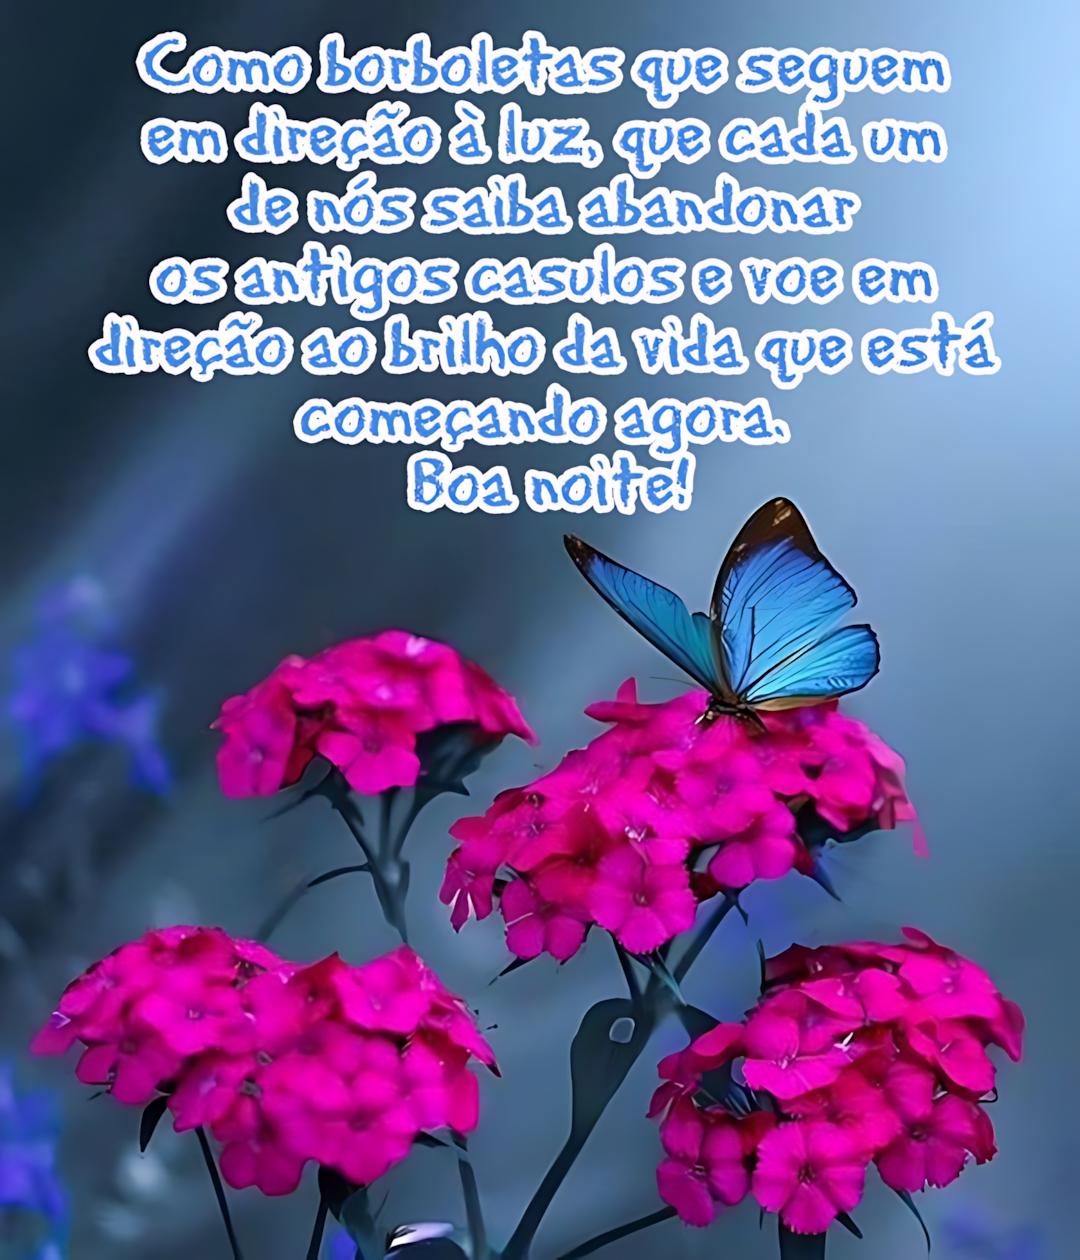 Como borboletas que seguem
em direção à luz, que cada um
de nós saiba abandonar
os antigos casulos e voe em
direção ao brilho da vida que está
começando agora.
Boa noite!